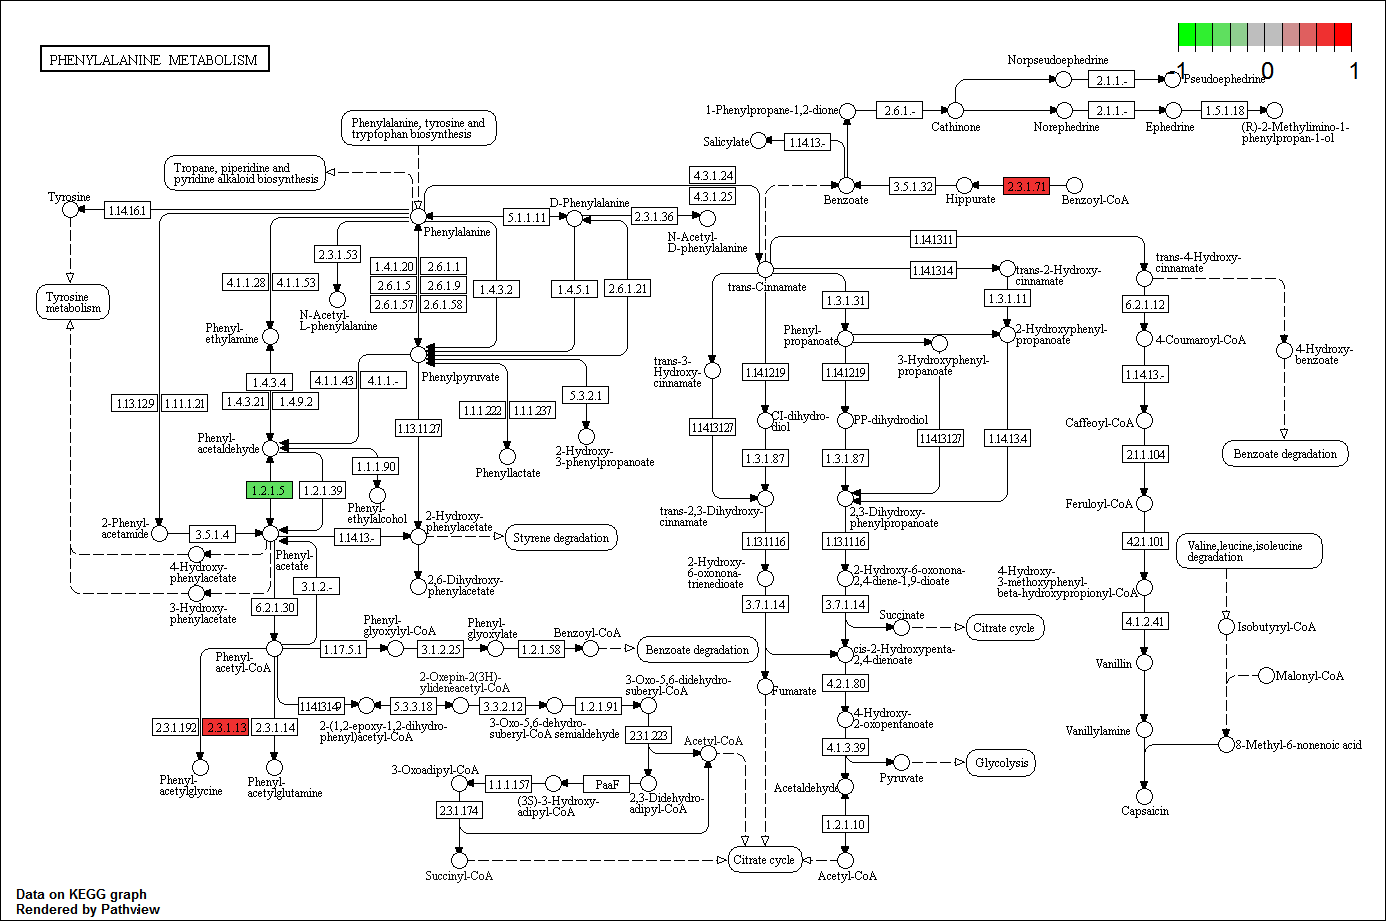 PHENYLALANINE METABOLISM
-1
0
1
Norpseudoephedrine
2.1.1.-
Pseudoephedrine
1-Phenylpropane-1,2-dione
2.6.1.-
Cathinone
Norephedrine
2.1.1.-
Ephedrine
1.5.1.18
(R)-2-Methylimino-1-
phenylpropan-1-ol
Salicylate
1.14.13.-
Phenylalanine, tyrosine and
tryptophan biosynthesis
Tropane, piperidine and
pyridine alkaloid biosynthesis
4.3.1.24
4.3.1.25
Benzoate
3.5.1.32
Hippurate
2.3.1.71
Benzoyl-CoA
Tyrosine
1.14.16.1
Phenylalanine
5.1.1.11
D-Phenylalanine
2.3.1.36
N-Acetyl-
D-phenylalanine
2.3.1.53
N-Acetyl-
L-phenylalanine
1.4.1.20
2.6.1.1
2.6.1.5
2.6.1.9
2.6.1.57
2.6.1.58
1.4.3.2
1.4.5.1
2.6.1.21
4.1.1.28
4.1.1.53
Tyrosine
metabolism
Phenyl-
ethylamine
1.4.3.4
1.4.3.21
1.4.9.2
4.1.1.43
4.1.1.-
Phenylpyruvate
1.13.129
1.11.1.21
1.13.11.27
1.1.1.222
1.1.1.237
5.3.2.1
Phenyllactate
2-Hydroxy-
3-phenylpropanoate
Phenyl-
acetaldehyde
1.1.1.90
Phenyl-
ethylalcohol
1.2.1.5
1.2.1.39
2-Phenyl-
acetamide
3.5.1.4
Phenyl-
acetate
1.14.13.-
2-Hydroxy-
phenylacetate
Styrene degradation
2,6-Dihydroxy-
phenylacetate
4-Hydroxy-
phenylacetate
3-Hydroxy-
phenylacetate
3.1.2.-
6.2.1.30
Phenyl-
acetyl-CoA
1.17.5.1
Phenyl-
glyoxylyl-CoA
3.1.2.25
Phenyl-
glyoxylate
1.2.1.58
Benzoyl-CoA
Benzoate degradation
1.14.13149
2-(1,2-epoxy-1,2-dihydro-
phenyl)acetyl-CoA
5.3.3.18
2-Oxepin-2(3H)-
ylideneacetyl-CoA
3.3.2.12
3-Oxo-5,6-dehydro-
suberyl-CoA semialdehyde
1.2.1.91
3-Oxo-5,6-didehydro-
suberyl-CoA
2.3.1.192
2.3.1.13
2.3.1.14
Phenyl-
acetylglycine
Phenyl-
acetylglutamine
2.3.1.223
Acetyl-CoA
3-Oxoadipyl-CoA
1.1.1.157
(3S)-3-Hydroxy-
adipyl-CoA
PaaF
2,3-Didehydro-
adipyl-CoA
2.3.1.174
Succinyl-CoA
Citrate cycle
Acetyl-CoA
trans-Cinnamate
1.14.1311
1.14.1314
trans-2-Hydroxy-
cinnamate
1.3.1.31
1.3.1.11
Phenyl-
propanoate
2-Hydroxyphenyl-
propanoate
3-Hydroxyphenyl-
propanoate
trans-3-
Hydroxy-
cinnamate
1.14.1219
1.14.1219
CI-dihydro-
diol
PP-dihydrodiol
1.1413127
1.1413127
1.14.13.4
1.3.1.87
1.3.1.87
trans-2,3-Dihydroxy-
cinnamate
2,3-Dihydroxy-
phenylpropanoate
1.13.1116
1.13.1116
2-Hydroxy-
6-oxonona-
trienedioate
2-Hydroxy-6-oxonona-
2,4-diene-1,9-dioate
3.7.1.14
3.7.1.14
Succinate
Citrate cycle
cis-2-Hydroxypenta-
2,4-dienoate
Fumarate
4.2.1.80
4-Hydroxy-
2-oxopentanoate
4.1.3.39
Pyruvate
Glycolysis
Acetaldehyde
1.2.1.10
trans-4-Hydroxy-
cinnamate
6.2.1.12
4-Coumaroyl-CoA
4-Hydroxy-
benzoate
1.14.13.-
Caffeoyl-CoA
Benzoate degradation
2.1.1.104
Feruloyl-CoA
4.2.1.101
Valine,leucine,isoleucine
degradation
4-Hydroxy-
3-methoxyphenyl-
beta-hydroxypropionyl-CoA
4.1.2.41
Isobutyryl-CoA
Vanillin
Malonyl-CoA
Vanillylamine
8-Methyl-6-nonenoic acid
Capsaicin
Data on KEGG graph
Rendered by Pathview